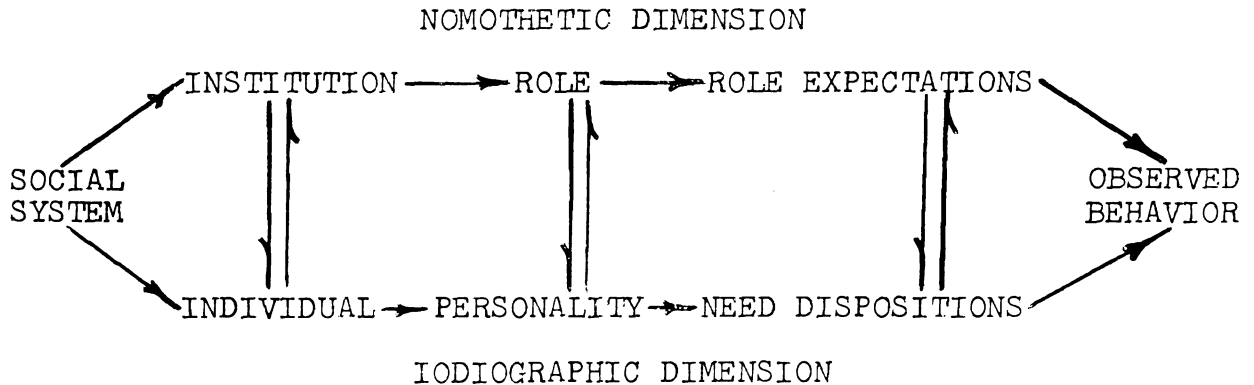 NOMOTHETIC DIMENSION
INSTITUTION ROLE ROLE EXPECTATIONS
SOCIAL OBSERVED
SYSTEM BEHAVIOR
INDIVIDUAL PERSONALITY NEED DISPOSITIONS
IODIOGRAPHIC DIMENSION